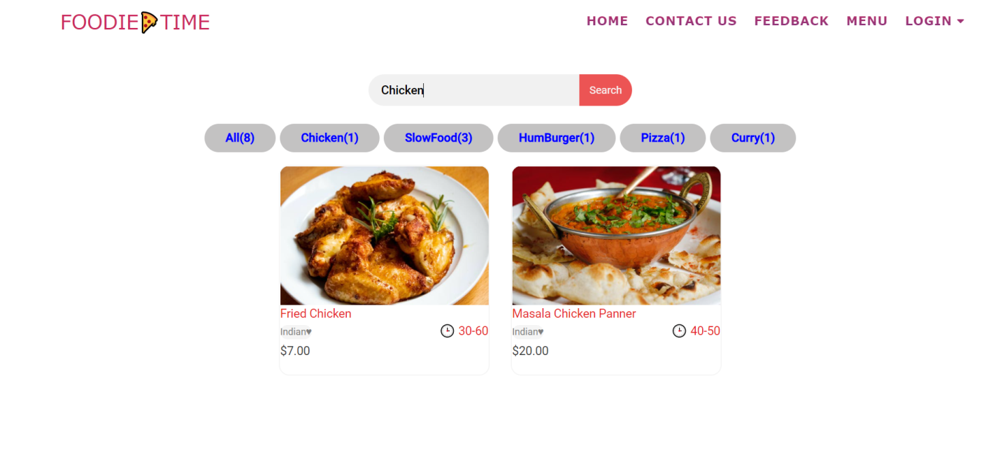 FOODIE TIME
HOME CONTACT US FEEDBACK MENU LOGIN
Chicken Search
All(8) Chicken(1) SlowFood(3) HumBurger(1) Pizza(1) Curry(1)
Fried Chicken Masala Chicken Panner
Indian♥ 30-60 Indian♥ 40-50
$7.00 $20.00